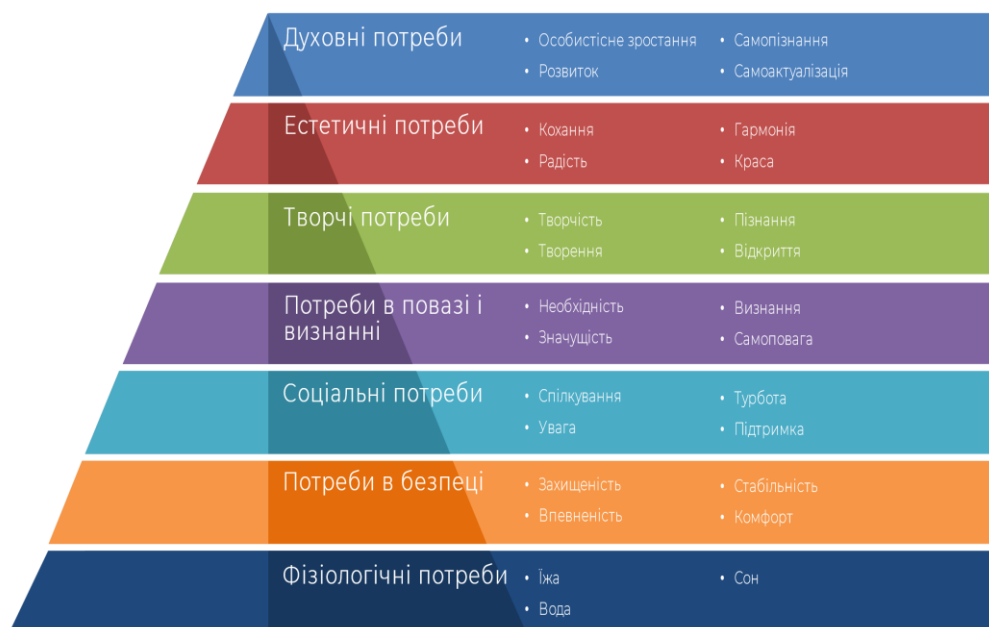 Духовні потреби
• Особистісне зростання
• Розвиток
• Самопізнання
• Самоактуалізація
Естетичні потреби
• Кохання
• Радість
• Гармонія
• Краса
Творчі потреби
• Творчість
• Творення
• Пізнання
• Відкриття
Потреби в повазі і
визнанні
• Необхідність
• Значущість
• Визнання
• Самоповага
Соціальні потреби
• Спілкування
• Увага
• Турбота
• Підтримка
Потреби в безпеці
• Захищеність
• Впевненість
• Стабільність
• Комфорт
Фізіологічні потреби
• Їжа
• Вода
• Сон